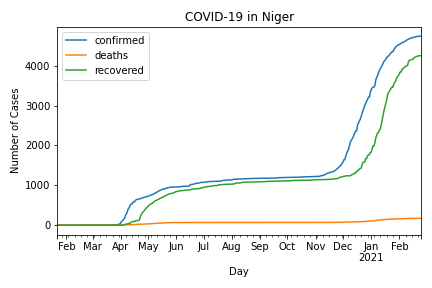 COVID-19 in Niger
confirmed
deaths
recovered
Number of Cases
4000
3000
2000
1000
0
Feb Mar Apr May Jun Jul Aug Sep Oct Nov Dec Jan Feb
2021
Day